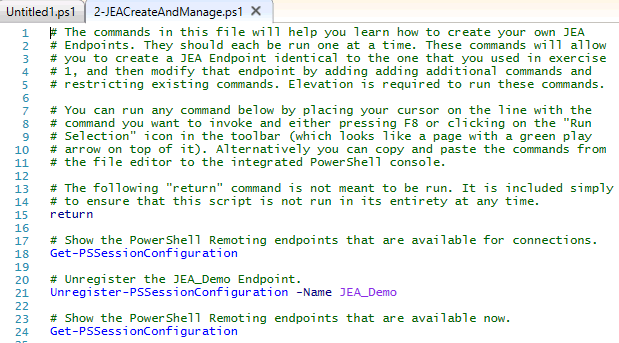 Untitled1.ps1 2-JEACreateAndManage.ps1 X
1 # The commands in this file will help you learn how to create your own JEA
2 # Endpoints. They should each be run one at a time. These commands will allow
3 # you to create a JEA Endpoint identical to the one that you used in exercise
4 # 1, and then modify that endpoint by adding adding additional commands and
5 # restricting existing commands. Elevation is required to run these commands.
6
7 # You can run any command below by placing your cursor on the line with the
8 # command you want to invoke and either pressing F8 or clicking on the "Run
9 # Selection" icon in the toolbar (which looks like a page with a green play
10 # arrow on top of it). Alternatively you can copy and paste the commands from
11 # the file editor to the integrated PowerShell console.
12
13 # The following "return" command is not meant to be run. It is included simply
14 # to ensure that this script is not run in its entirety at any time.
15 return
16
17 # Show the PowerShell Remoting endpoints that are available for connections.
18 Get-PSSessionConfiguration
19
20 # Unregister the JEA_Demo Endpoint.
21 Unregister-PSSessionConfiguration -Name JEA_Demo
22
23 # Show the PowerShell Remoting endpoints that are available now.
24 Get-PSSessionConfiguration